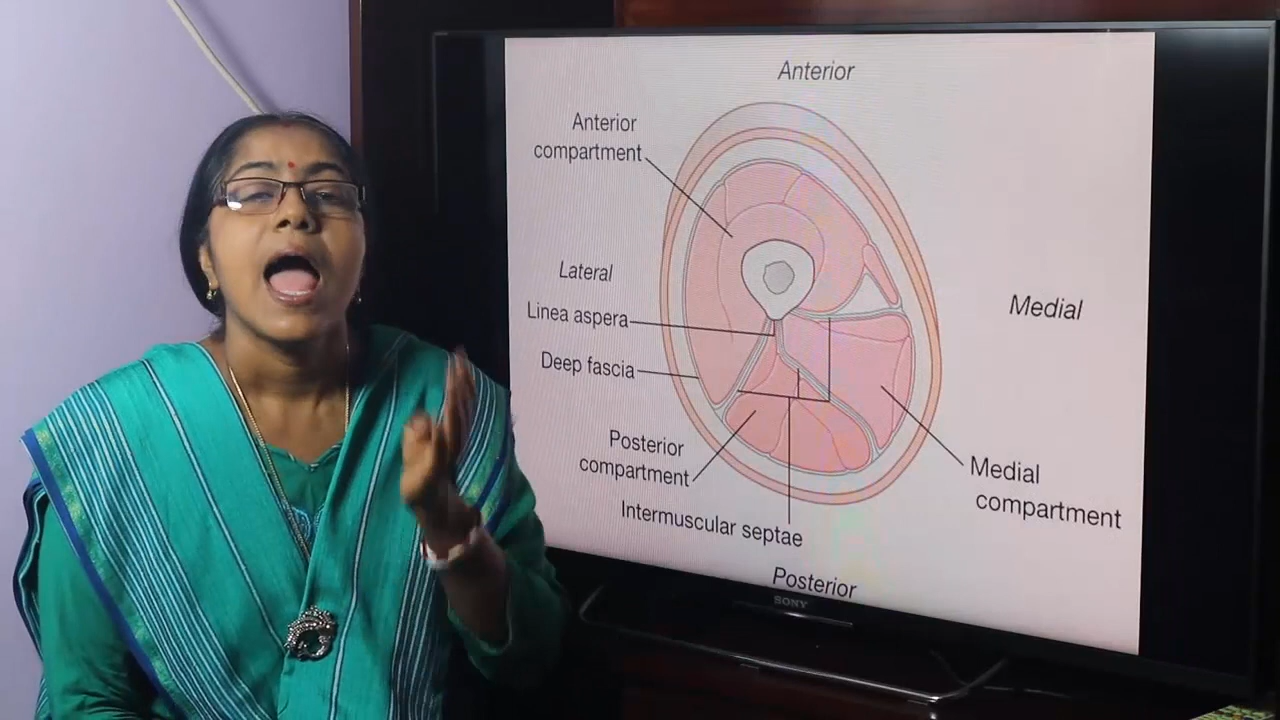 Anterior
Anterior
compartment
Lateral
Medial
Linea aspera
Deep fascia
Posterior
compartment
Medial
compartment
Intermuscular septae
Posterior
SONY